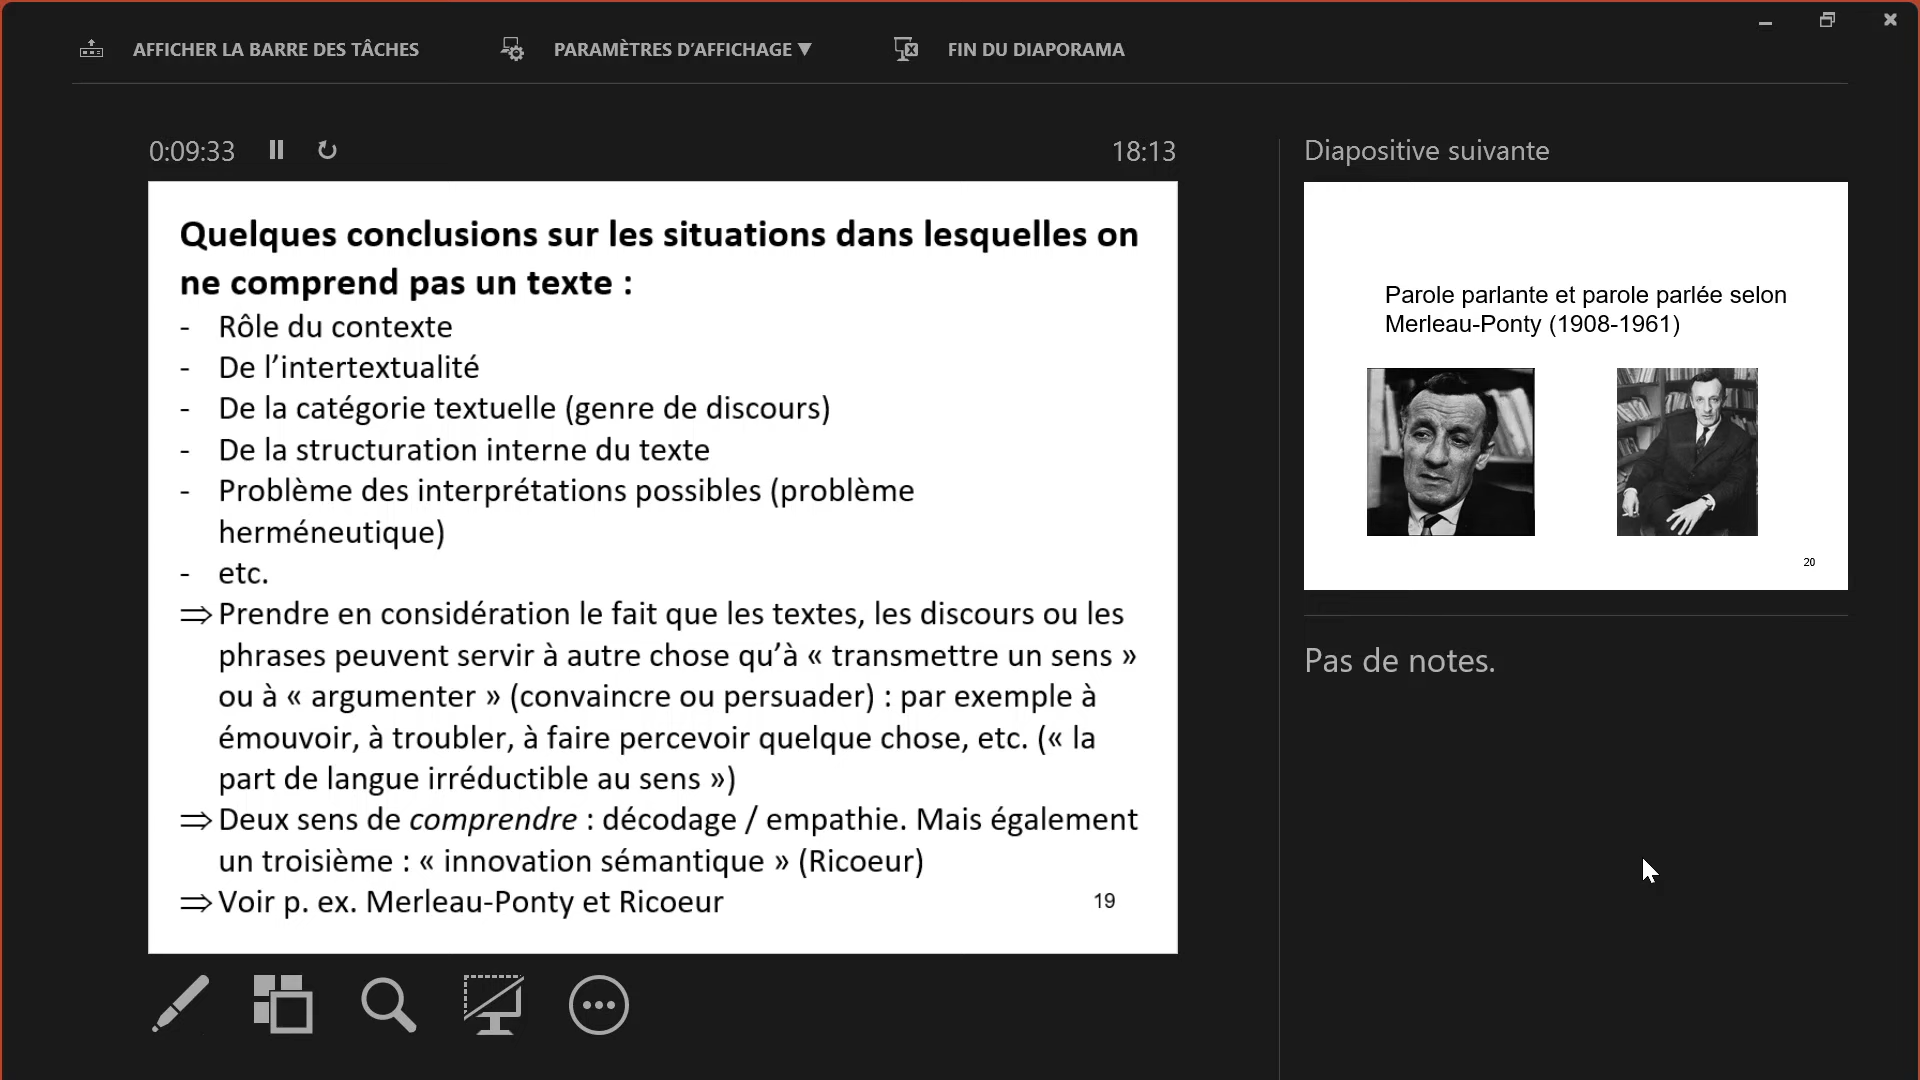 AFFICHER LA BARRE DES TÂCHES
PARAMÈTRES D'AFFICHAGE ▼
FIN DU DIAPORAMA
0:09:33
18:13
Quelques conclusions sur les situations dans lesquelles on
ne comprend pas un texte :
- Rôle du contexte
- De l’intertextualité
- De la catégorie textuelle (genre de discours)
- De la structuration interne du texte
- Problème des interprétations possibles (problème
herméneutique)
- etc.
⇒ Prendre en considération le fait que les textes, les discours ou les
phrases peuvent servir à autre chose qu’à « transmettre un sens »
ou à « argumenter » (convaincre ou persuader) : par exemple à
émouvoir, à troubler, à faire percevoir quelque chose, etc. (« la
part de langue irréductible au sens »)
⇒ Deux sens de comprendre : décodage / empathie. Mais également
un troisième : « innovation sémantique » (Ricoeur)
⇒ Voir p. ex. Merleau-Ponty et Ricoeur
19
Diapositive suivante
Parole parlante et parole parlée selon
Merleau-Ponty (1908-1961)
20
Pas de notes.